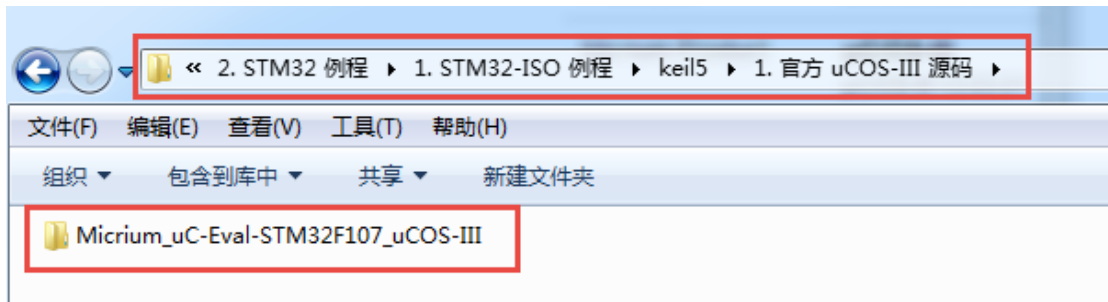 « 2. STM32 例程 ▸ 1. STM32-ISO 例程 ▸ keil5 ▸ 1. 官方 uCOS-III 源码 ▸
文件(F) 编辑(E) 查看(V) 工具(T) 帮助(H)
组织 ▼ 包含到库中 ▼ 共享 ▼ 新建文件夹
Micrium_uC-Eval-STM32F107_uCOS-III